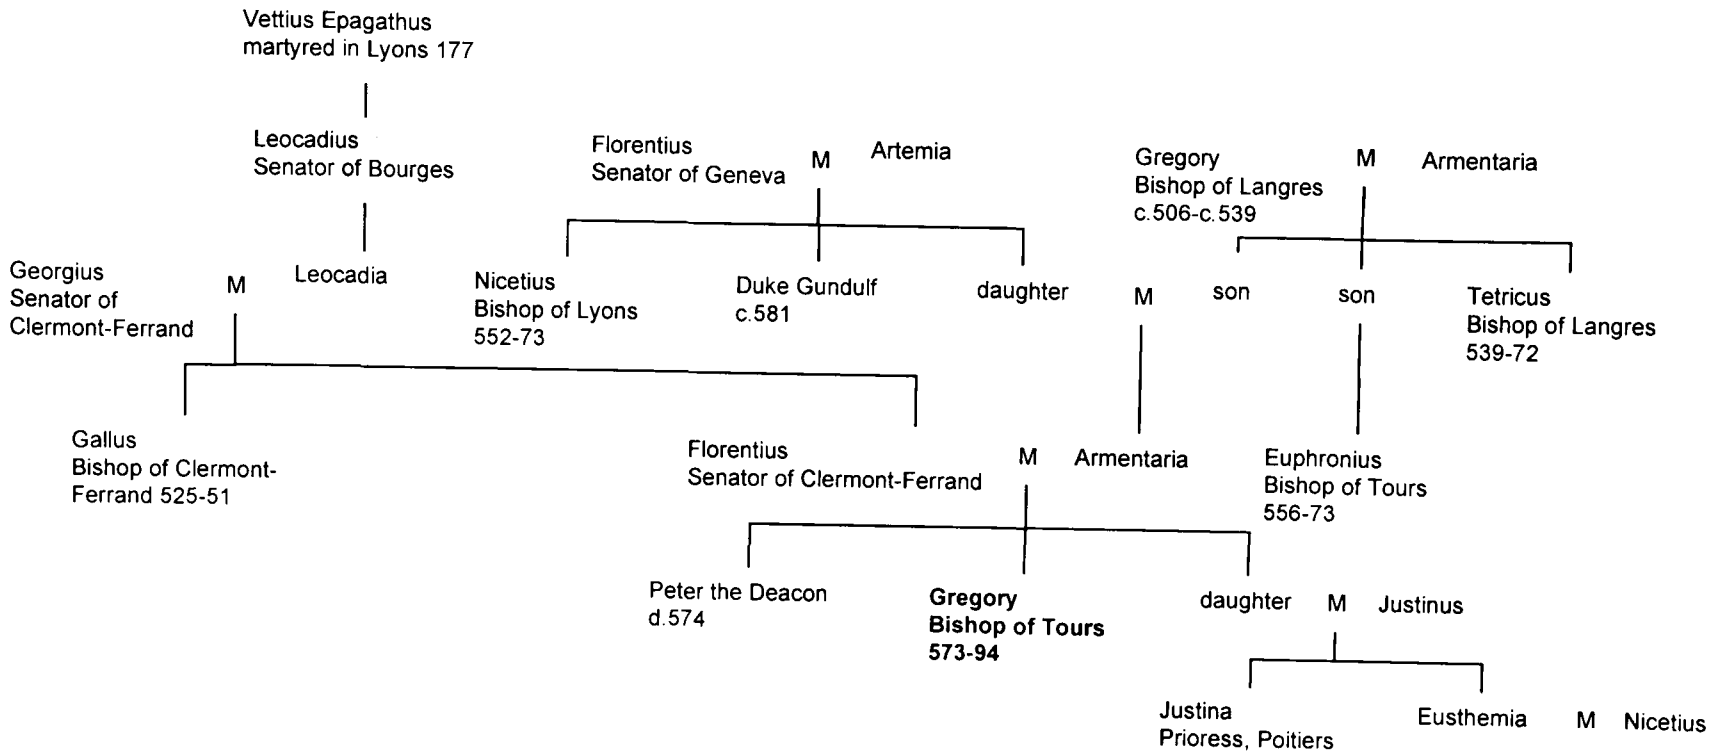 Vettius Epagathus
martyred in Lyons 177
Leocadius
Senator of Bourges
Florentius
Senator of Geneva
M
Artemia
Gregory
Bishop of Langres
c.506-c.539
M
Armentaria
Georgius
Senator of
Clermont-Ferrand
M
Leocadia
Nicetius
Bishop of Lyons
552-73
Duke Gundulf
c.581
daughter
M
son
son
Tetricus
Bishop of Langres
539-72
Gallus
Bishop of Clermont-
Ferrand 525-51
Florentius
Senator of Clermont-Ferrand
M
Armentaria
Euphronius
Bishop of Tours
556-73
Peter the Deacon
d.574
Gregory
Bishop of Tours
573-94
daughter
M
Justinus
Justina
Prioress, Poitiers
Eusthemia
M
Nicetius